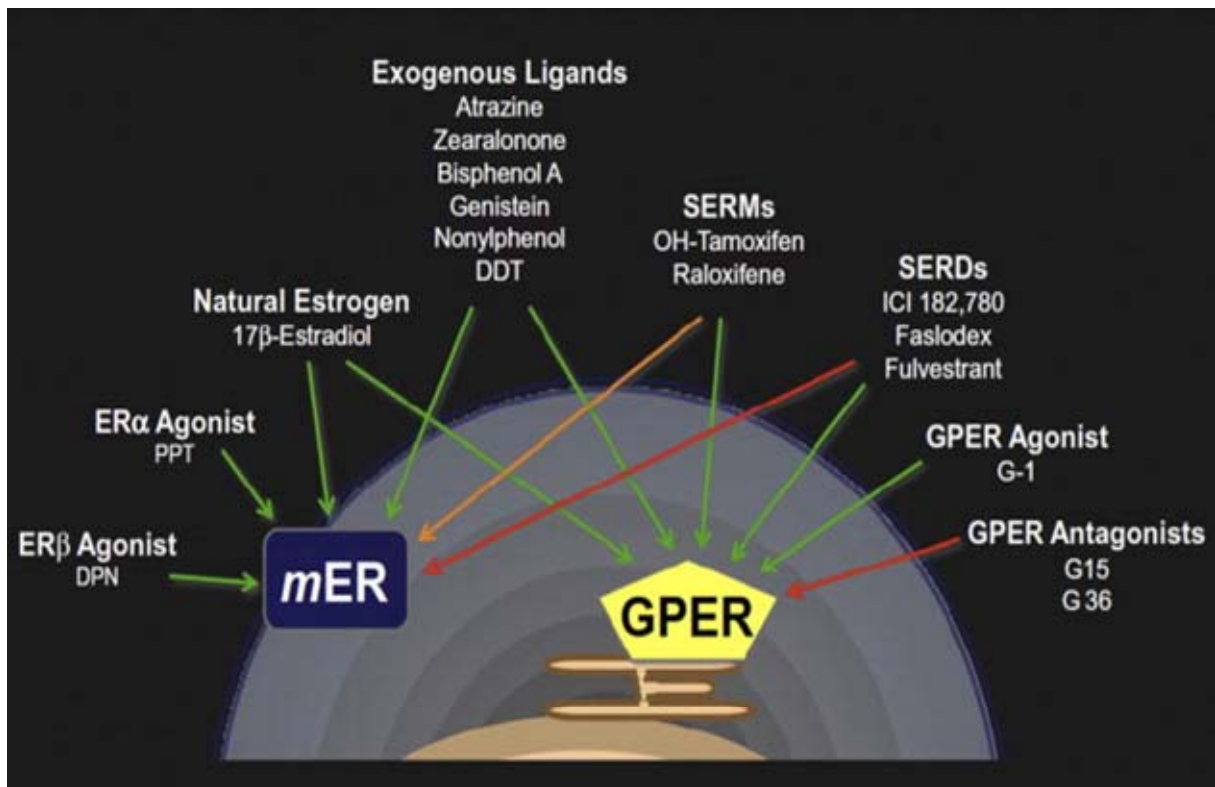 Exogenous Ligands
Atrazine
Zearalonone
Bisphenol A
Genistein
Nonylphenol
DDT
SERMs
OH-Tamoxifen
Raloxifene
SERDs
ICI 182,780
Faslodex
Fulvestrant
Natural Estrogen
17β-Estradiol
ERα Agonist
PPT
ERβ Agonist
DPN
GPER Agonist
G-1
GPER Antagonists
G15
G 36
mER
GPER